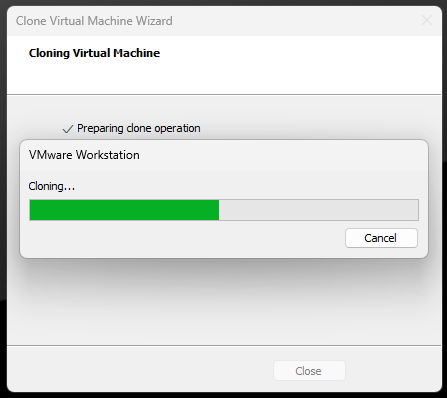 Clone Virtual Machine Wizard
Cloning Virtual Machine
Preparing clone operation
VMware Workstation
Cloning...
Cancel
Close